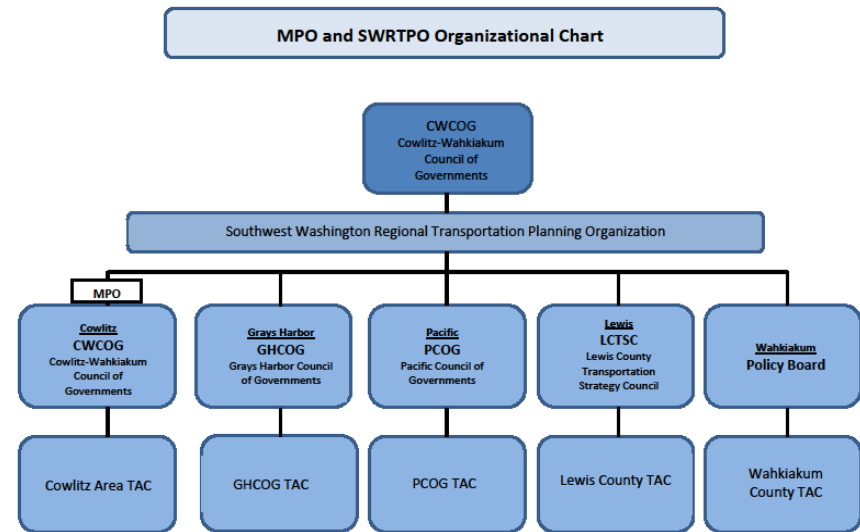 MPO and SWRTPO Organizational Chart
CWCOG
Cowlitz-Wahkiakum
Council of
Governments
Southwest Washington Regional Transportation Planning Organization
MPO
Cowlitz
CWCOG
Cowlitz-Wahkiakum
Council of
Governments
Grays Harbor
GHCOG
Grays Harbor Council
of Governments
Pacific
PCOG
Pacific Council of
Governments
Lewis
LCTSC
Lewis County
Transportation
Strategy Council
Wahkiakum
Policy Board
Cowlitz Area TAC
GHCOG TAC
PCOG TAC
Lewis County TAC
Wahkiakum
County TAC